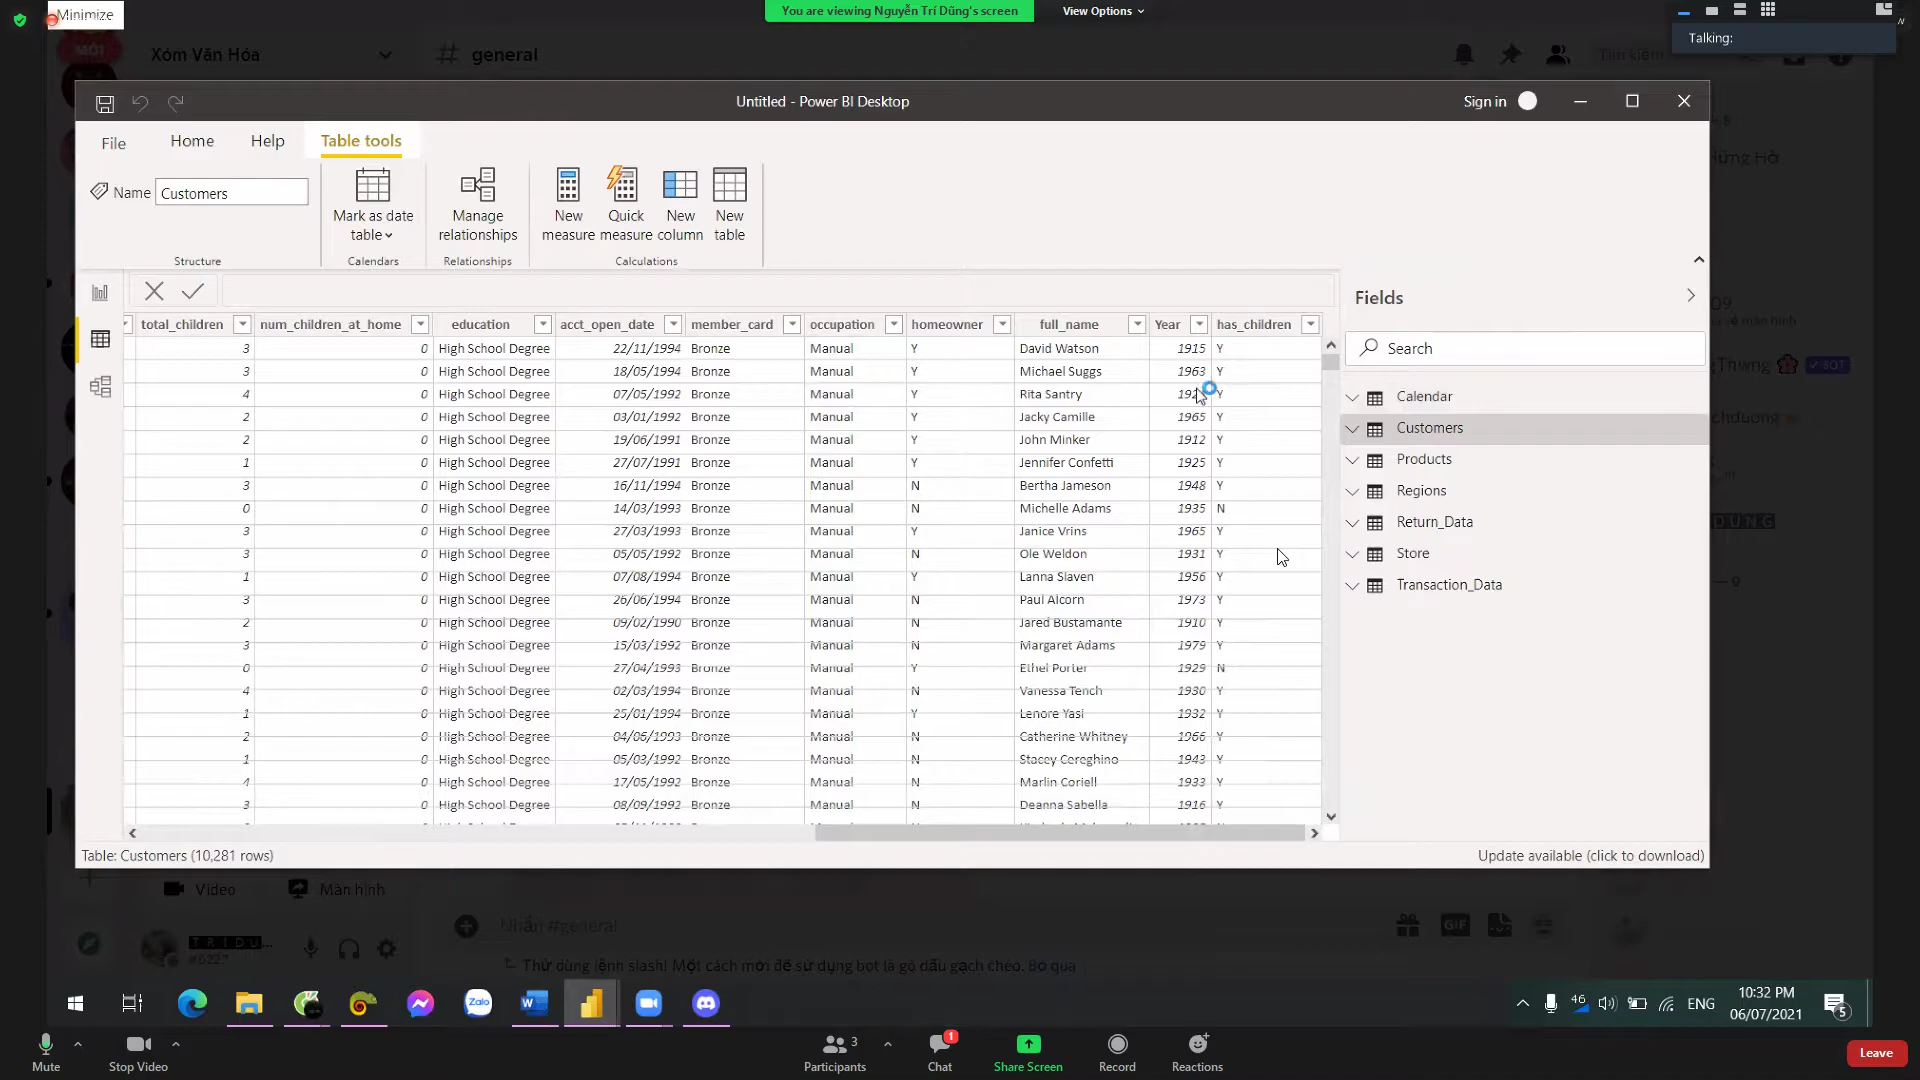 Minimize
You are viewing Nguyễn Trí Dũng's screen
View Options
Talking:
MỚI
Xóm Văn Hóa
# general
Tìm kiếm
Untitled - Power BI Desktop
Sign in
File
Home
Help
Table tools
Name
Customers
Mark as date table
Manage relationships
New measure
Quick measure
New column
New table
Structure
Calendars
Relationships
Calculations
total_children num_children_at_home education acct_open_date member_card occupation homeowner full_name Year has_children
3 0 High School Degree 22/11/1994 Bronze Manual Y David Watson 1915 Y
3 0 High School Degree 18/05/1994 Bronze Manual Y Michael Suggs 1963 Y
4 0 High School Degree 07/05/1992 Bronze Manual Y Rita Santry Y
2 0 High School Degree 03/01/1992 Bronze Manual Y Jacky Camille 1965 Y
2 0 High School Degree 19/06/1991 Bronze Manual Y John Minker 1912 Y
1 0 High School Degree 27/07/1991 Bronze Manual Y Jennifer Confetti 1925 Y
3 0 High School Degree 16/11/1994 Bronze Manual N Bertha Jameson 1948 Y
0 0 High School Degree 14/03/1993 Bronze Manual N Michelle Adams 1935 N
3 0 High School Degree 27/03/1993 Bronze Manual Y Janice Vrins 1965 Y
3 0 High School Degree 05/05/1992 Bronze Manual N Ole Weldon 1931 Y
1 0 High School Degree 07/08/1994 Bronze Manual Y Lanna Slaven 1956 Y
3 0 High School Degree 26/06/1994 Bronze Manual N Paul Alcorn 1973 Y
2 0 High School Degree 09/02/1990 Bronze Manual N Jared Bustamante 1910 Y
3 0 High School Degree 15/03/1992 Bronze Manual N Margaret Adams 1979 Y
0 0 High School Degree 27/04/1993 Bronze Manual Y Ethel Porter 1929 N
4 0 High School Degree 02/03/1994 Bronze Manual N Vanessa Tench 1930 Y
1 0 High School Degree 25/01/1994 Bronze Manual Y Lenore Yasi 1932 Y
2 0 High School Degree 04/06/1993 Bronze Manual N Catherine Whitney 1966 Y
1 0 High School Degree 05/03/1992 Bronze Manual N Stacey Cereghino 1943 Y
4 0 High School Degree 17/05/1992 Bronze Manual N Marlin Coriell 1933 Y
3 0 High School Degree 08/09/1992 Bronze Manual N Deanna Sabella 1916 Y
Fields
Search
Calendar
Customers
Products
Regions
Return_Data
Store
Transaction_Data
Table: Customers (10,281 rows)
Update available (click to download)
BOT
Video
Màn hình
Nhắn #general
Thử dùng lệnh slash! Một cách mới để sử dụng bot là gõ dấu gạch chéo. Bỏ qua
T R I D U ...
#6227
GIF
Zalo
46
ENG
10:32 PM
06/07/2021
5
Mute
Stop Video
Participants
3
Chat
1
Share Screen
Record
Reactions
Leave